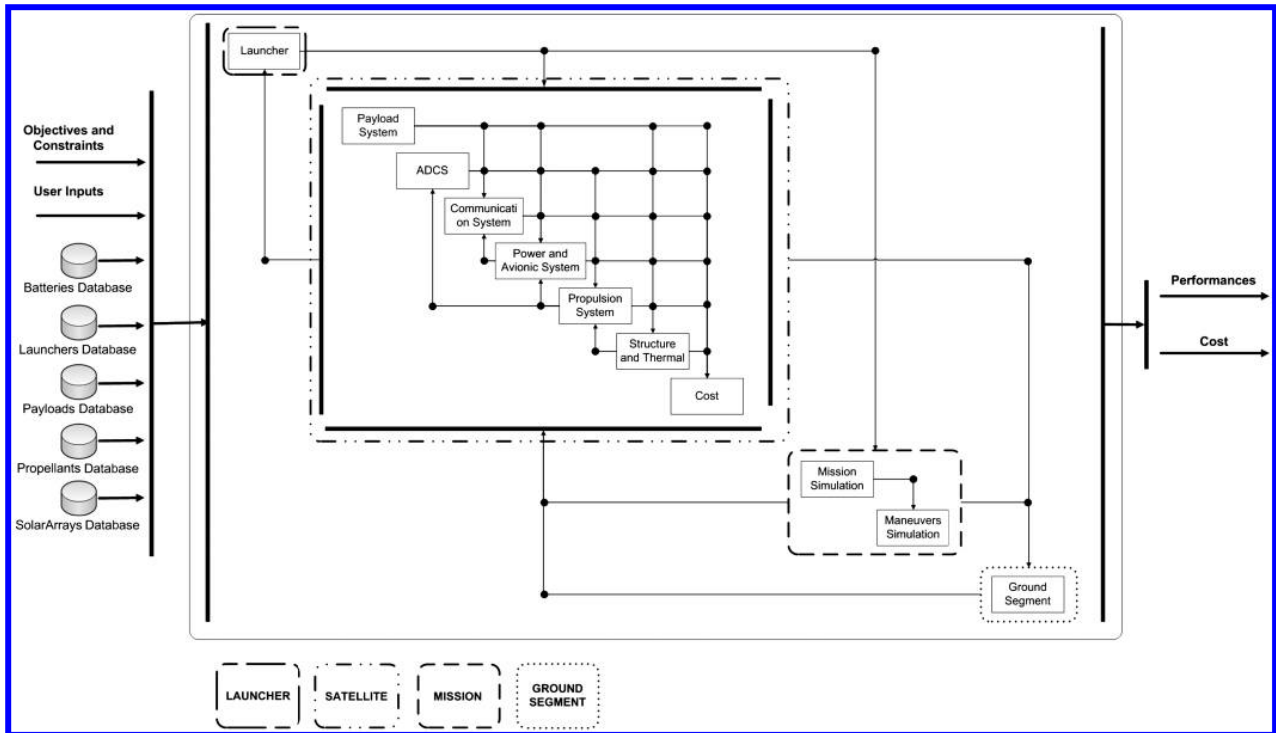 Objectives and
Constraints
User Inputs
Batteries Database
Launchers Database
Payloads Database
Propellants Database
SolarArrays Database
Launcher
Payload
System
ADCS
Communicati
on System
Power and
Avionic System
Propulsion
System
Structure
and Thermal
Cost
Mission
Simulation
Maneuvers
Simulation
Ground
Segment
Performances
Cost
LAUNCHER
SATELLITE
MISSION
GROUND
SEGMENT